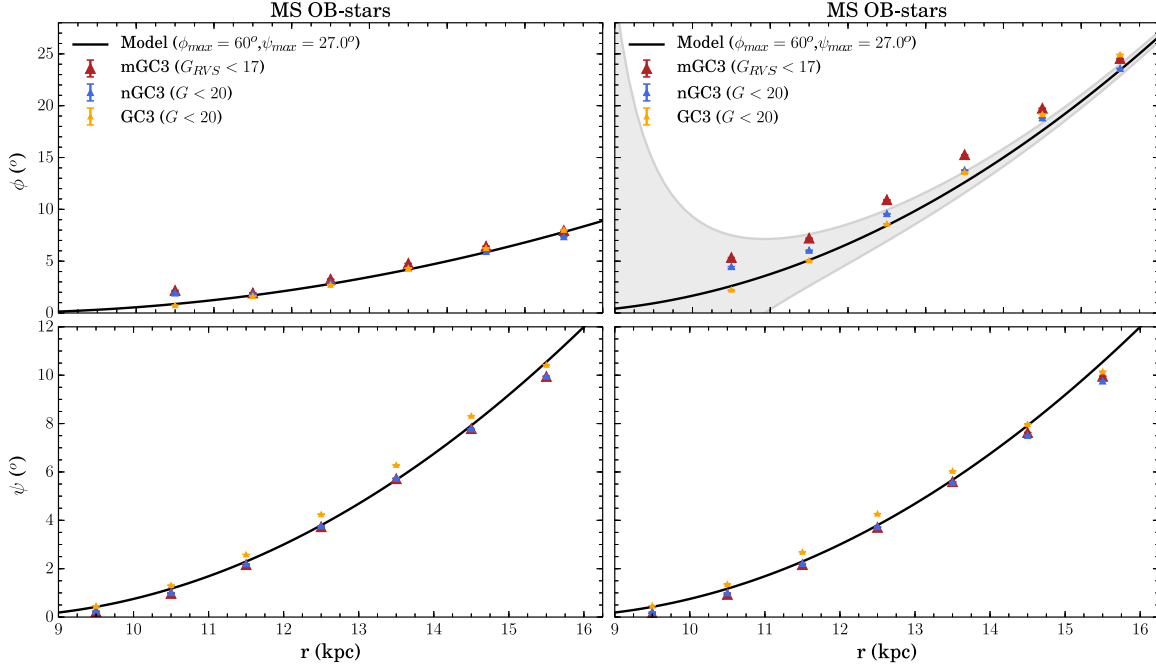 MS OB-stars
Model (ϕmax = 60°,ψmax = 27.0°)
mGC3 (GRVS < 17)
nGC3 (G < 20)
GC3 (G < 20)
ϕ (°)
25
20
15
10
5
0
MS OB-stars
Model (ϕmax = 60°,ψmax = 27.0°)
mGC3 (GRVS < 17)
nGC3 (G < 20)
GC3 (G < 20)
ψ (°)
12
10
8
6
4
2
0
9 10 11 12 13 14 15 16
r (kpc)
9 10 11 12 13 14 15 16
r (kpc)